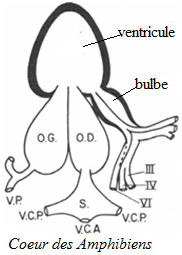 ventricule
bulbe
O.G.
O.D.
III
IV
VI
V.P.
S.
V.C.P.
V.C.P.
V.C.A
Coeur des Amphibiens